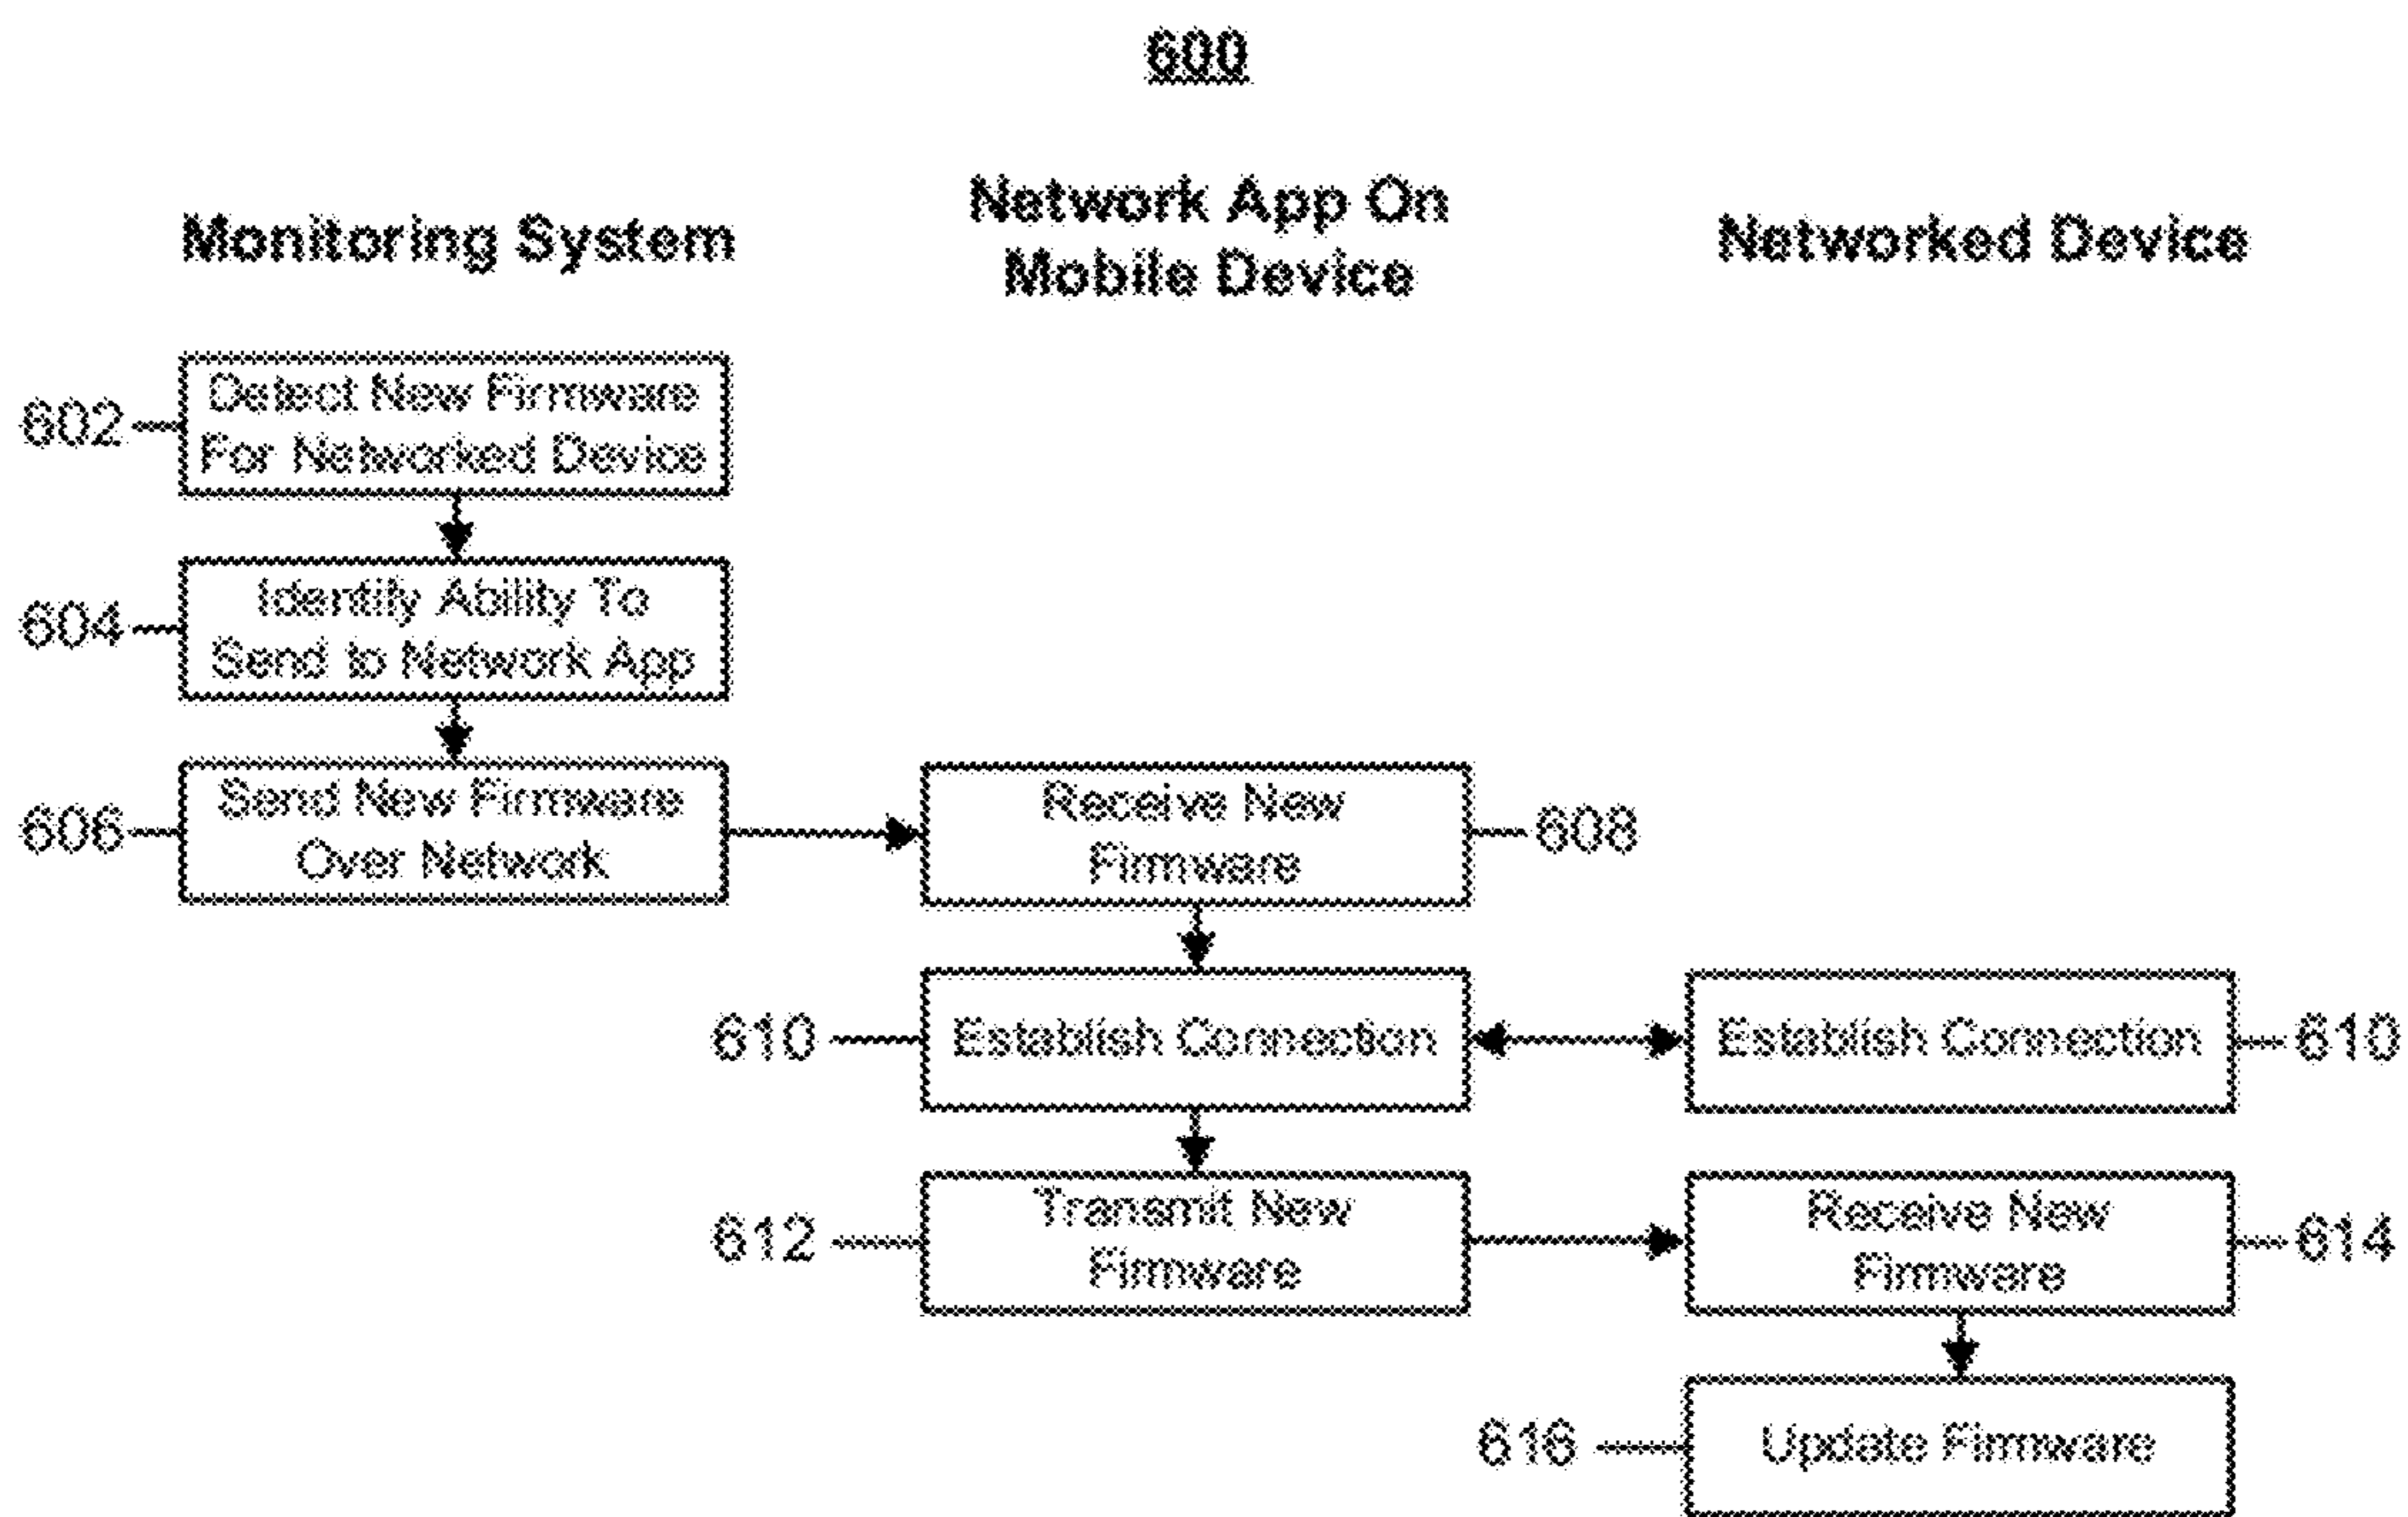 600
Monitoring System
Network App On
Mobile Device
Networked Device
602
Detect New Firmware
For Networked Device
604
Identify Ability To
Send to Network App
606
Send New Firmware
Over Network
Receive New
Firmware
608
610
Establish Connection
Establish Connection
610
612
Transmit New
Firmware
Receive New
Firmware
614
616
Update Firmware